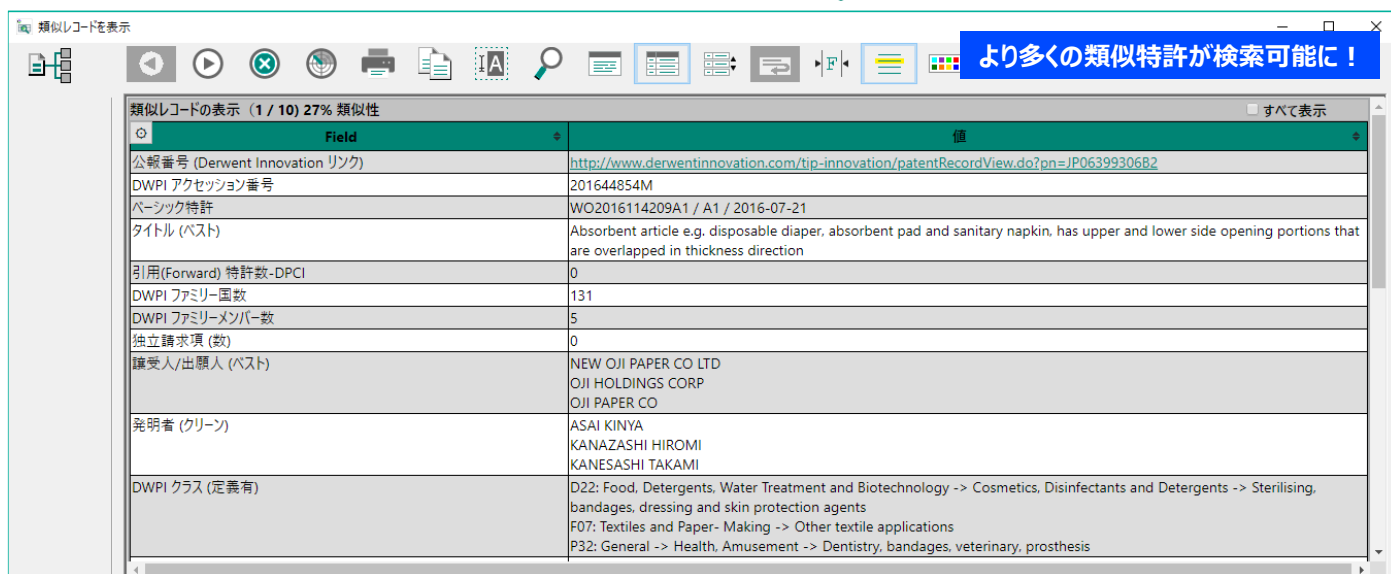 類似レコードを表示
より多くの類似特許が検索可能に！
類似レコードの表示（1 / 10) 27% 類似性
すべて表示
Field
値
公報番号 (Derwent Innovation リンク)
http://www.derwentinnovation.com/tip-innovation/patentRecordView.do?pn=JP06399306B2
DWPI アクセッション番号
201644854M
ベーシック特許
WO2016114209A1 / A1 / 2016-07-21
タイトル (ベスト)
Absorbent article e.g. disposable diaper, absorbent pad and sanitary napkin, has upper and lower side opening portions that
are overlapped in thickness direction
引用(Forward) 特許数-DPCI
0
DWPI ファミリー国数
131
DWPI ファミリーメンバー数
5
独立請求項 (数)
0
譲受人/出願人 (ベスト)
NEW OJI PAPER CO LTD
OJI HOLDINGS CORP
OJI PAPER CO
発明者 (クリーン)
ASAI KINYA
KANAZASHI HIROMI
KANESASHI TAKAMI
DWPI クラス (定義有)
D22: Food, Detergents, Water Treatment and Biotechnology -> Cosmetics, Disinfectants and Detergents -> Sterilising,
bandages, dressing and skin protection agents
F07: Textiles and Paper- Making -> Other textile applications
P32: General -> Health, Amusement -> Dentistry, bandages, veterinary, prosthesis